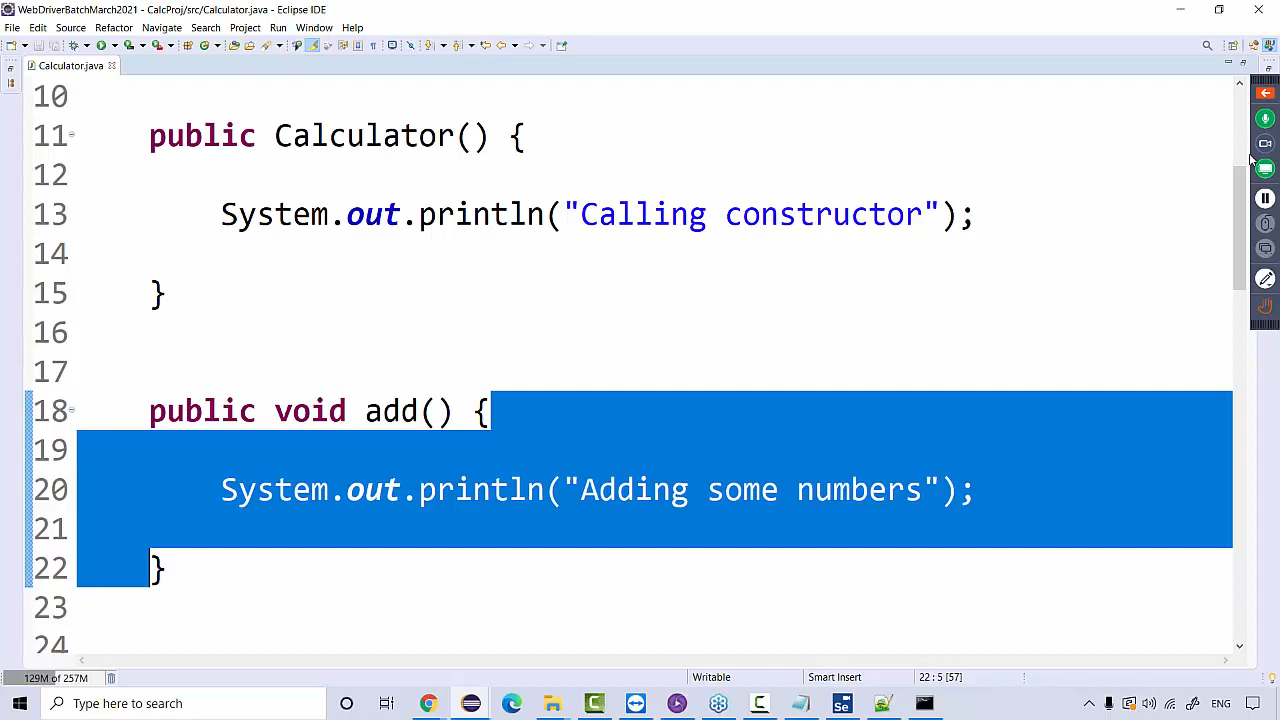 WebDriverBatchMarch2021 - CalcProj/src/Calculator.java - Eclipse IDE
File Edit Source Refactor Navigate Search Project Run Window Help
Calculator.java
10
11 public Calculator() {
12
13 System.out.println("Calling constructor");
14
15 }
16
17
18 public void add() {
19
20 System.out.println("Adding some numbers");
21
22 }
23
24
129M of 257M Writable Smart Insert 22 : 5 [57]
Type here to search ENG